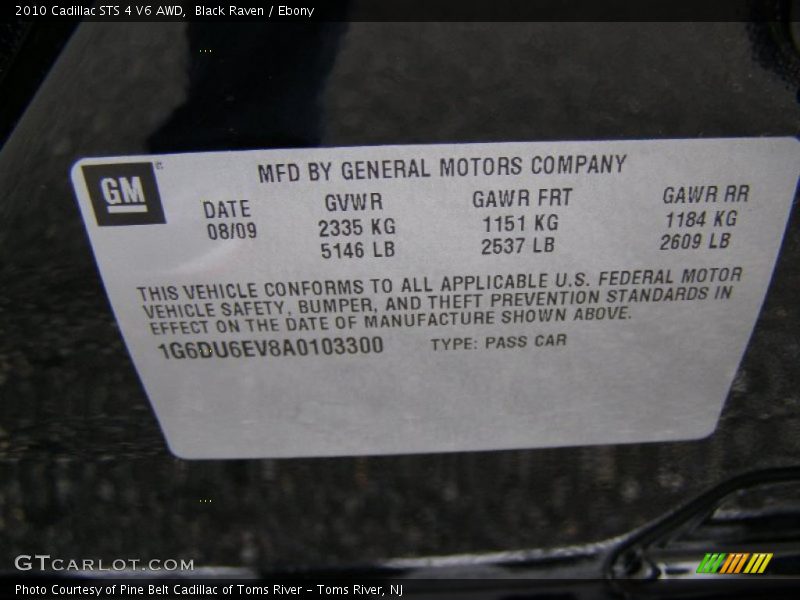 2010 Cadillac STS 4 V6 AWD, Black Raven / Ebony
MFD BY GENERAL MOTORS COMPANY
GM
DATE GVWR GAWR FRT GAWR RR
08/09 2335 KG 1151 KG 1184 KG
5146 LB 2537 LB 2609 LB
THIS VEHICLE CONFORMS TO ALL APPLICABLE U.S. FEDERAL MOTOR
VEHICLE SAFETY, BUMPER, AND THEFT PREVENTION STANDARDS IN
EFFECT ON THE DATE OF MANUFACTURE SHOWN ABOVE.
1G6DU6EV8A0103300 TYPE: PASS CAR
GTCARLOT.COM
Photo Courtesy of Pine Belt Cadillac of Toms River – Toms River, NJ